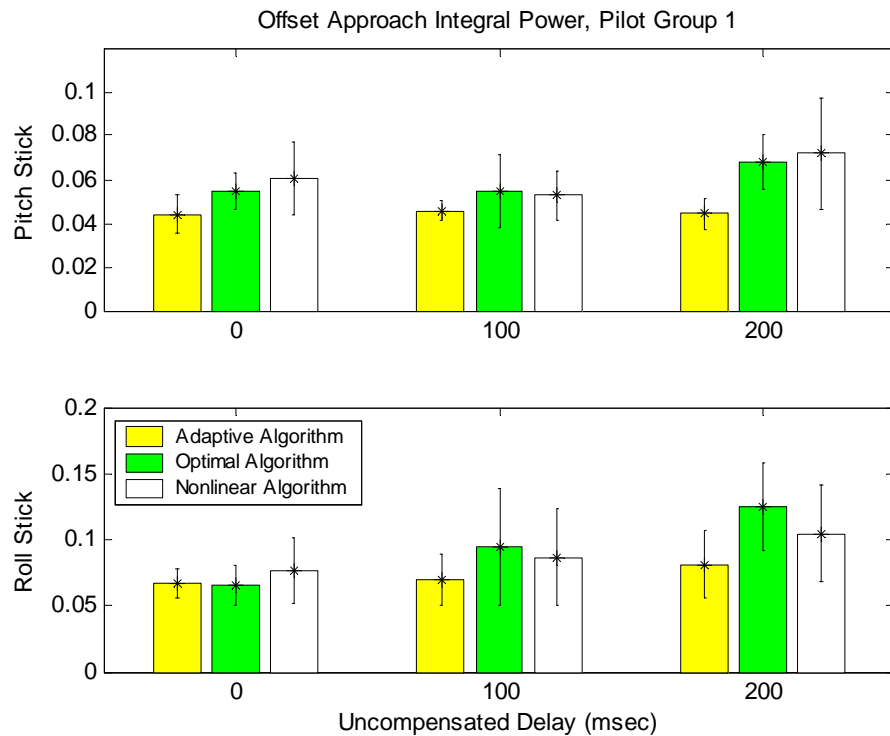 Offset Approach Integral Power, Pilot Group 1
Pitch Stick
0.1
0.08
0.06
0.04
0.02
0
0
100
200
Roll Stick
0.2
0.15
0.1
0.05
0
Adaptive Algorithm
Optimal Algorithm
Nonlinear Algorithm
0
100
200
Uncompensated Delay (msec)